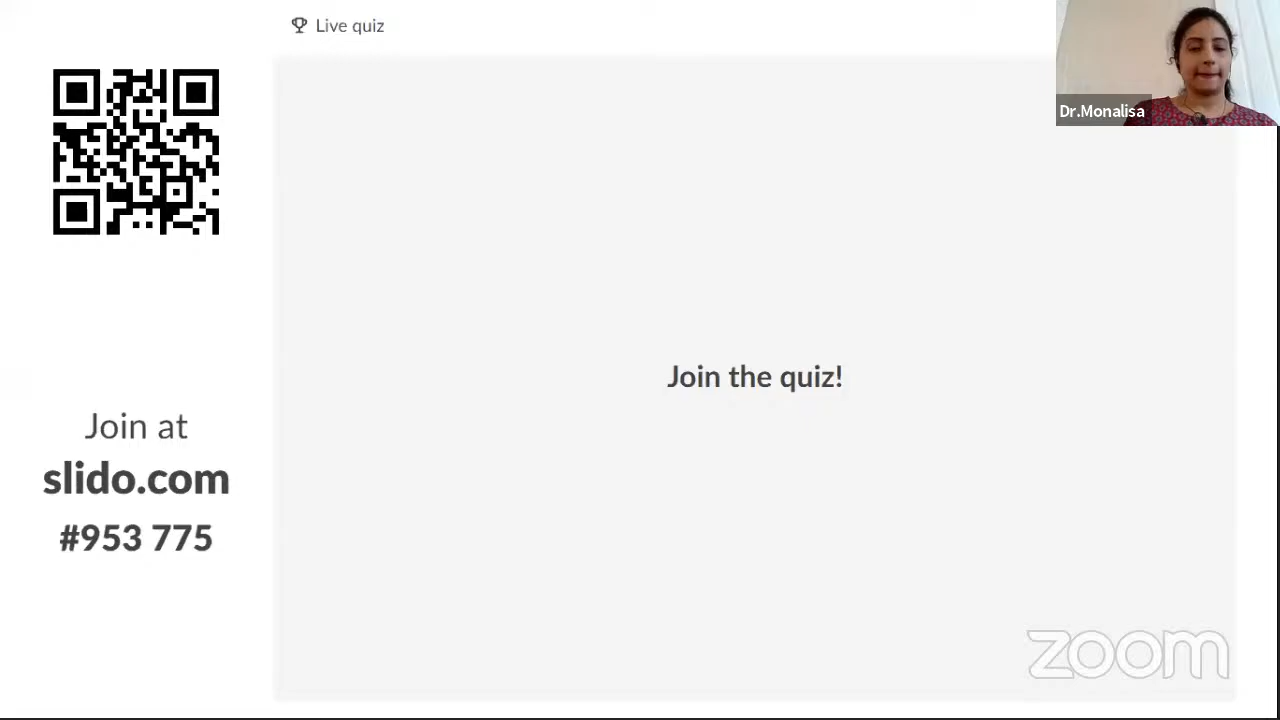 Live quiz
Dr.Monalisa
Join the quiz!
Join at
slido.com
#953 775
zoom